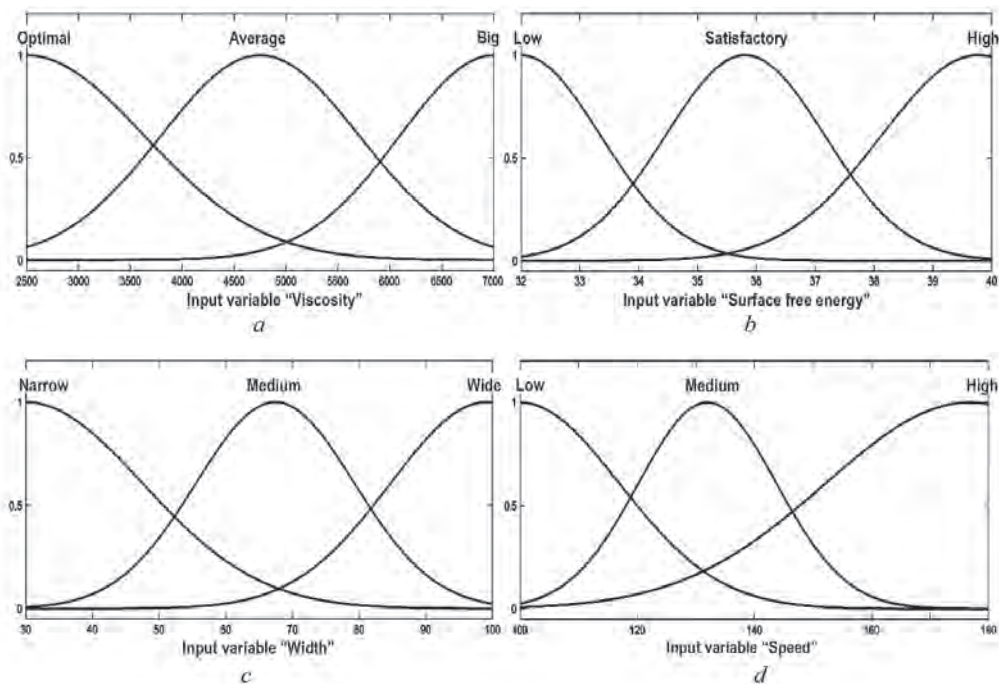 Optimal Average Big
1
0.5
0
2500 3000 3500 4000 4500 5000 5500 6000 6500 7000
Input variable “Viscosity”
a
Low Satisfactory High
1
0.5
0
32 33 34 35 36 37 38 39 40
Input variable “Surface free energy”
b
Narrow Medium Wide
1
0.5
0
30 40 50 60 70 80 90 100
Input variable “Width”
c
Low Medium High
1
0.5
0
100 120 140 160 180
Input variable “Speed”
d